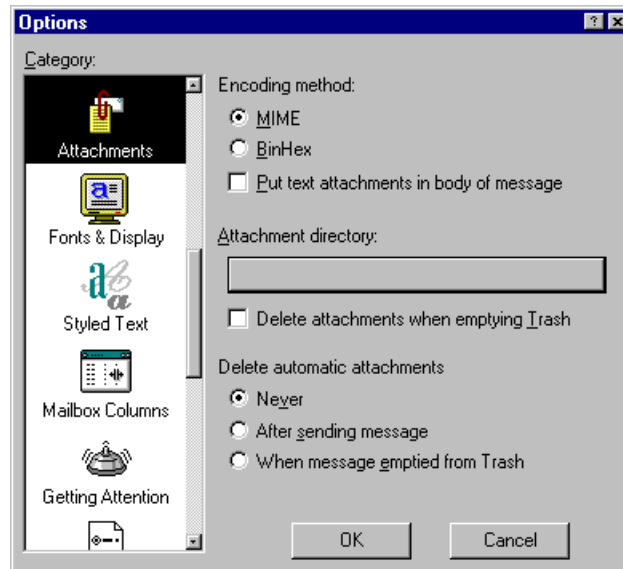 Options
Category:
Attachments
Fonts & Display
Styled Text
Mailbox Columns
Getting Attention
Encoding method:
MIME
BinHex
Put text attachments in body of message
Attachment directory:
Delete attachments when emptying Trash
Delete automatic attachments
Never
After sending message
When message emptied from Trash
OK
Cancel